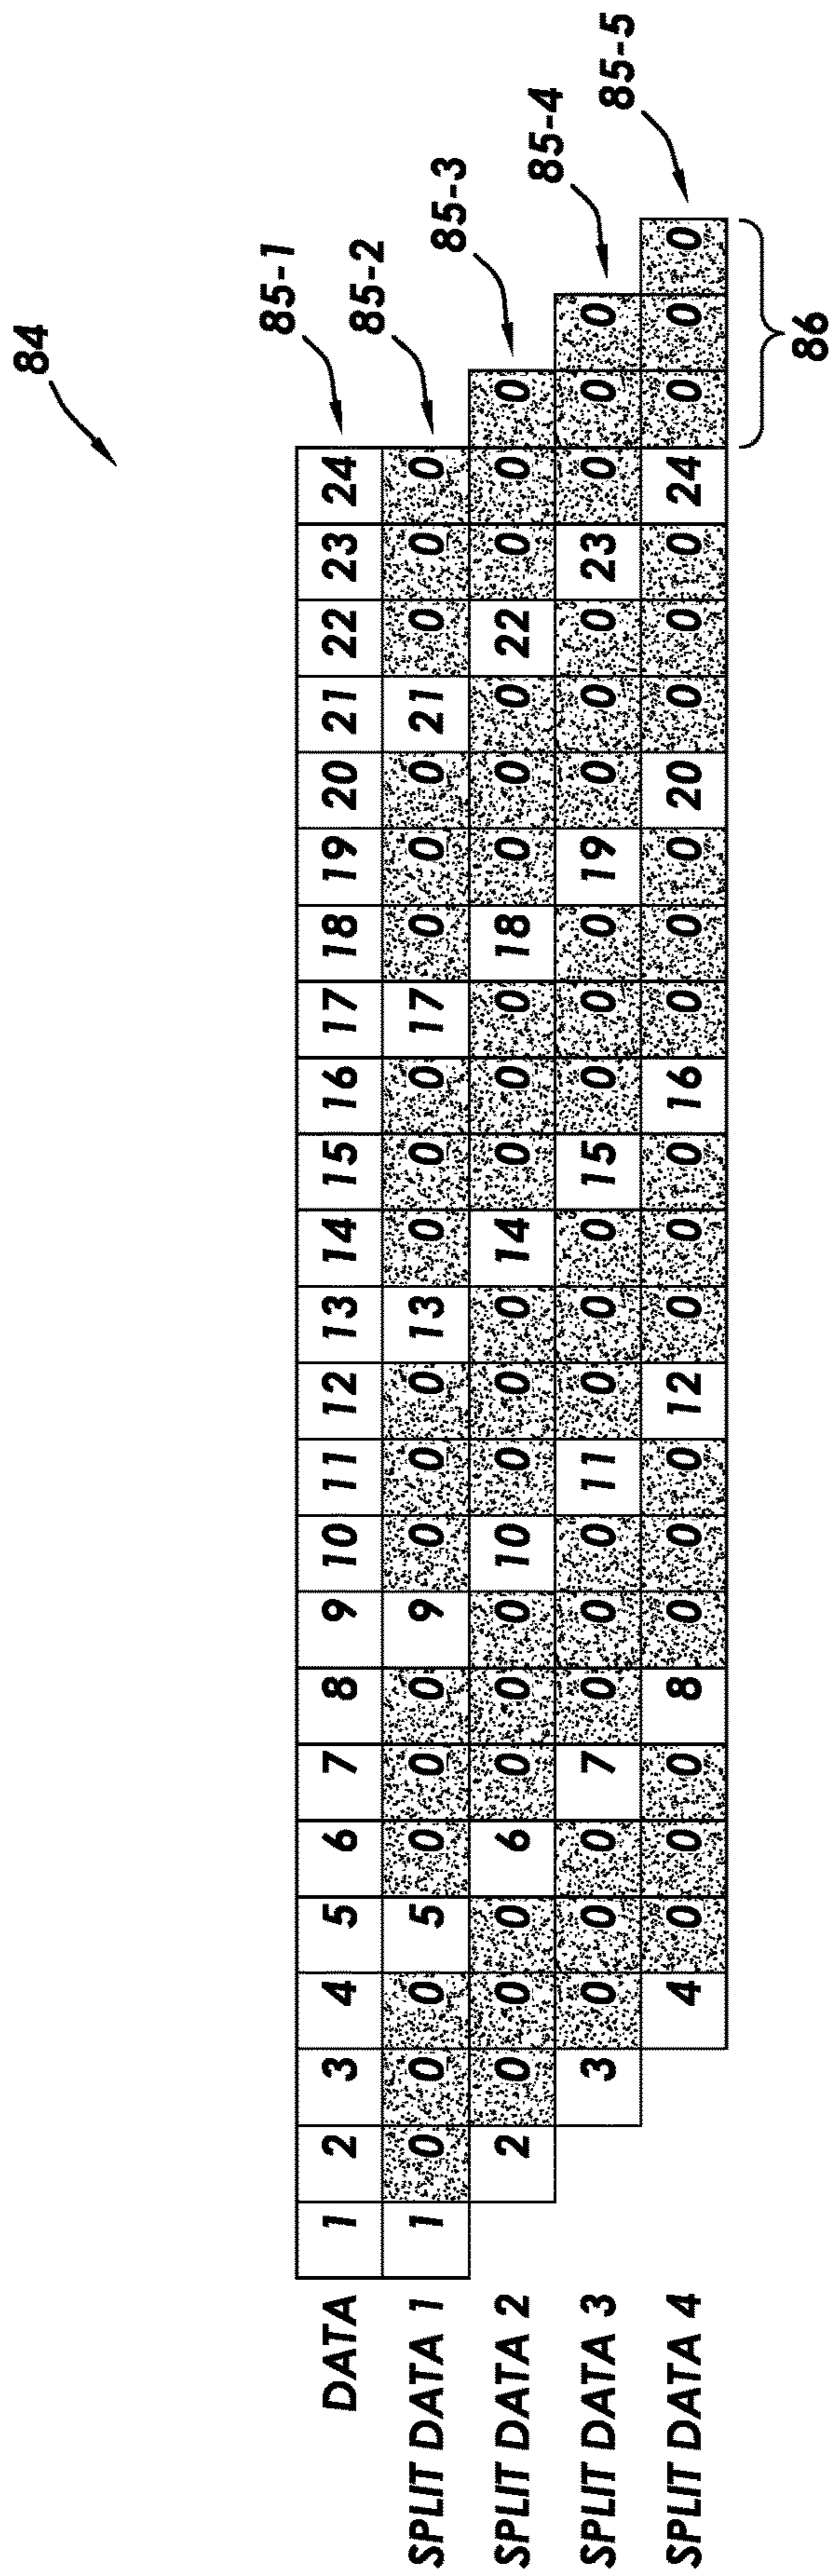 84
85-1
DATA 1 2 3 4 5 6 7 8 9 10 11 12 13 14 15 16 17 18 19 20 21 22 23 24
85-2
SPLIT DATA 1 1 0 0 0 5 0 0 0 9 0 0 0 13 0 0 0 17 0 0 0 21 0 0 0
85-3
SPLIT DATA 2 2 0 0 0 6 0 0 0 10 0 0 0 14 0 0 0 18 0 0 0 22 0 0 0
85-4
SPLIT DATA 3 3 0 0 0 7 0 0 0 11 0 0 0 15 0 0 0 19 0 0 0 23 0 0 0
85-5
SPLIT DATA 4 4 0 0 0 8 0 0 0 12 0 0 0 16 0 0 0 20 0 0 0 24 0 0 0
86